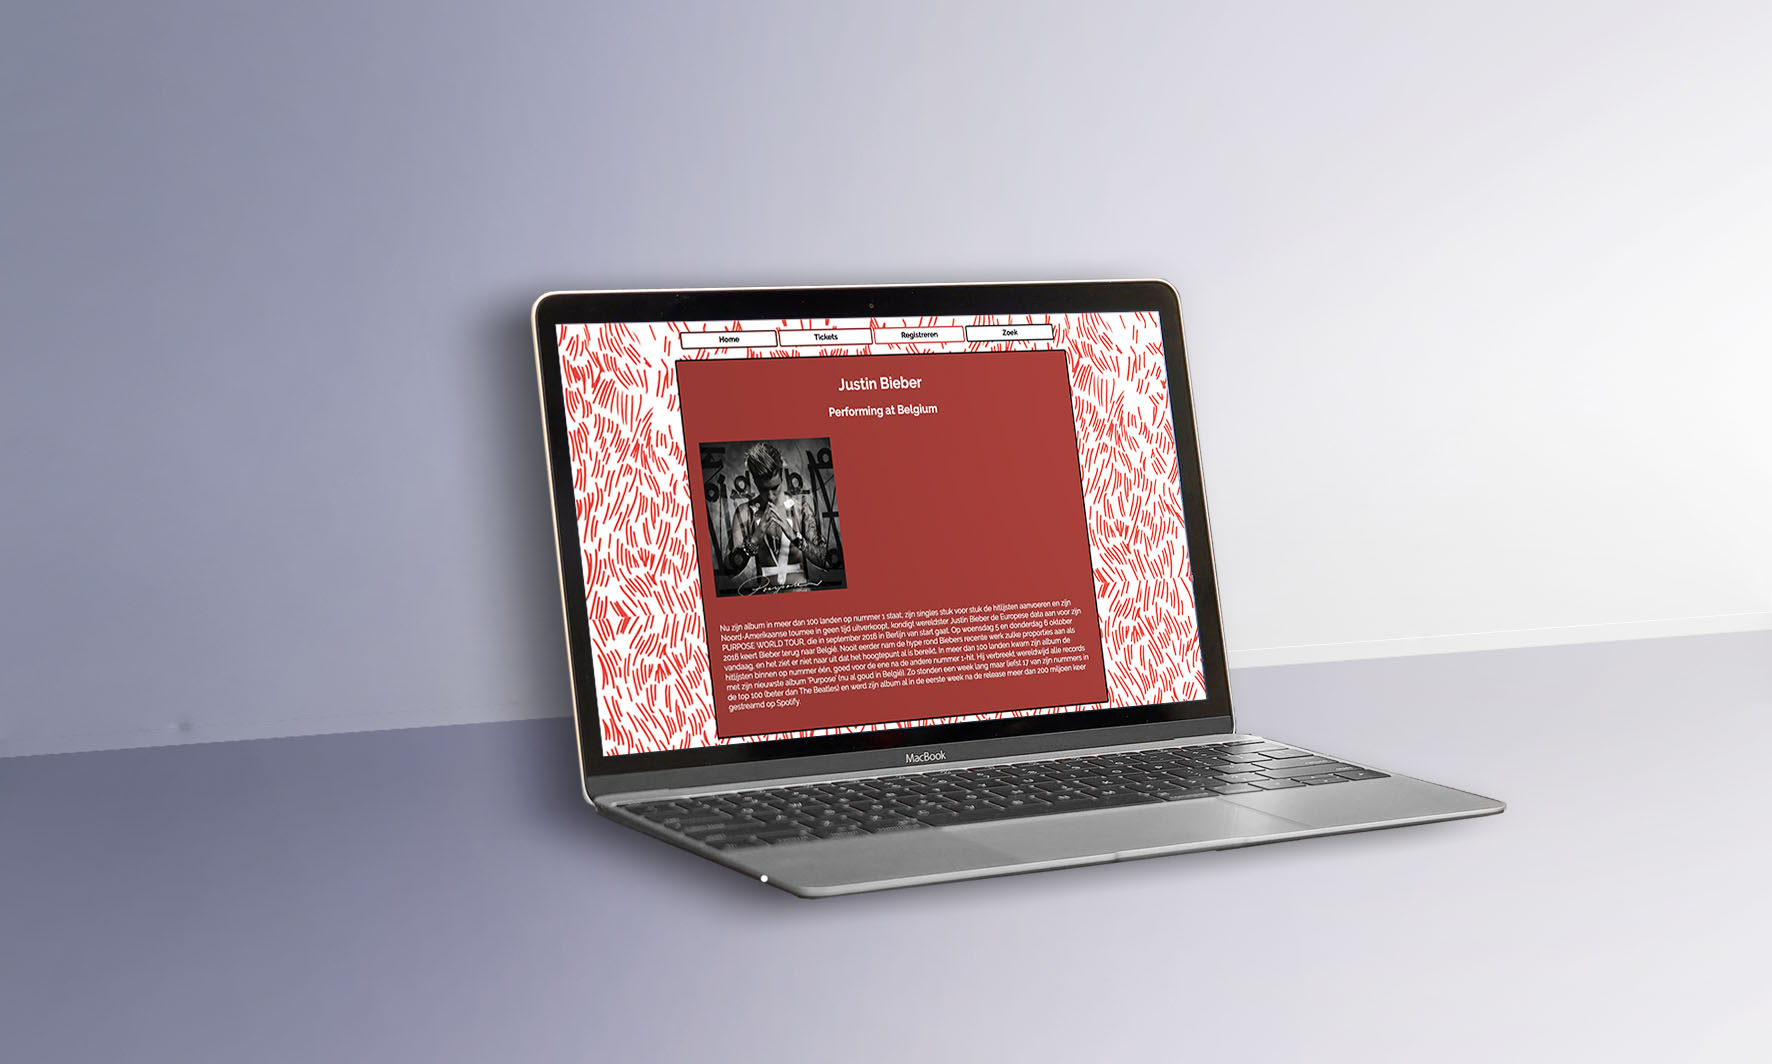 Home
Tickets
Registreren
Zoek
Justin Bieber
Performing at Belgium
Purpose
Nu zijn album in meer dan 100 landen op nummer 1 staat, zijn singles stuk voor stuk de hitlijsten aanvoeren en zijn
Noord-Amerikaanse tournee in geen tijd uitverkoopt, kondigt wereldster Justin Bieber de Europese data aan voor zijn
PURPOSE WORLD TOUR, die in september 2016 in Berlijn van start gaat. Op woensdag 5 en donderdag 6 oktober
2016 keert Bieber terug naar België. Nooit eerder nam de hype rond Biebers recente werk zulke proporties aan als
vandaag, en het ziet er niet naar uit dat het hoogtepunt al is bereikt. In meer dan 100 landen kwam zijn album de
hitlijsten binnen op nummer één, goed voor de ene na de andere nummer 1-hit. Hij verbreekt wereldwijd alle records
met zijn nieuwste album 'Purpose' (nu al goud in België). Zo stonden een week lang maar liefst 17 van zijn nummers in
de top 100 (beter dan The Beatles) en werd zijn album al in de eerste week na de release meer dan 200 miljoen keer
gestreamd op Spotify.
MacBook